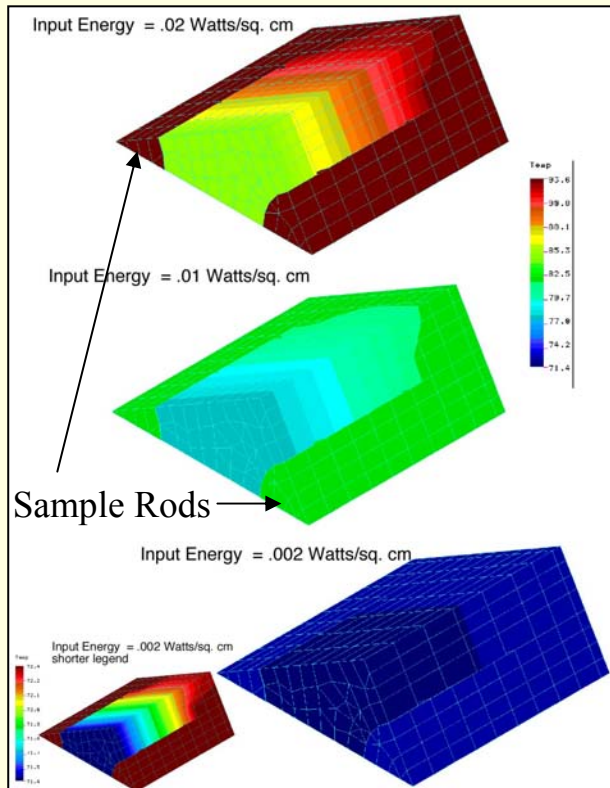 Input Energy = .02 Watts/sq. cm
Temp
93.6
88.1
85.3
82.5
79.7
74.2
71.4
Input Energy = .01 Watts/sq. cm
Sample Rods
Input Energy = .002 Watts/sq. cm
Input Energy = .002 Watts/sq. cm
shorter legend